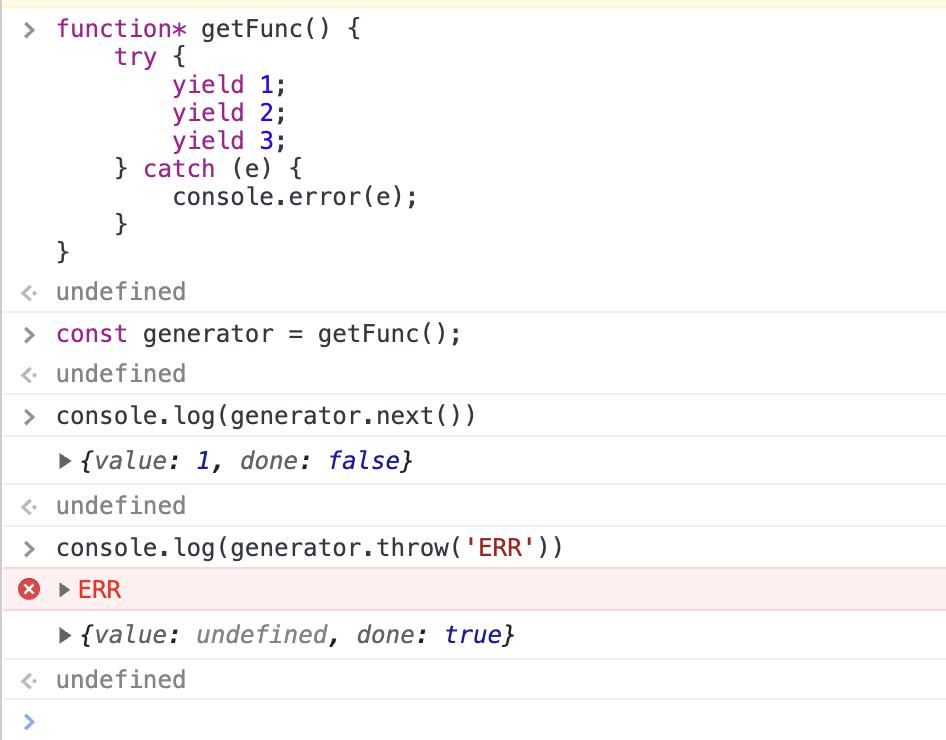 function* getFunc() {
    try {
        yield 1;
        yield 2;
        yield 3;
    } catch (e) {
        console.error(e);
    }
}
undefined
const generator = getFunc();
undefined
console.log(generator.next())
{value: 1, done: false}
undefined
console.log(generator.throw('ERR'))
ERR
{value: undefined, done: true}
undefined